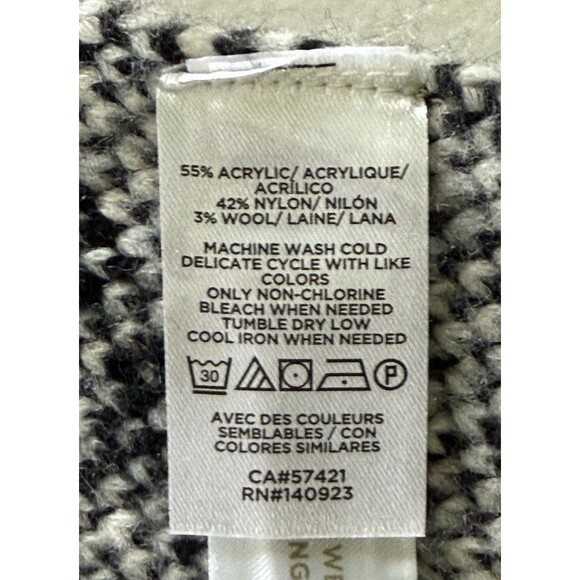 55% ACRYLIC/ ACRYLIQUE/
ACRÍLICO
42% NYLON/ NILÓN
3% WOOL/ LAINE/ LANA
MACHINE WASH COLD
DELICATE CYCLE WITH LIKE
COLORS
ONLY NON-CHLORINE
BLEACH WHEN NEEDED
TUMBLE DRY LOW
COOL IRON WHEN NEEDED
30 P
AVEC DES COULEURS
SEMBLABLES / CON
COLORES SIMILARES
CA#57421
RN#140923